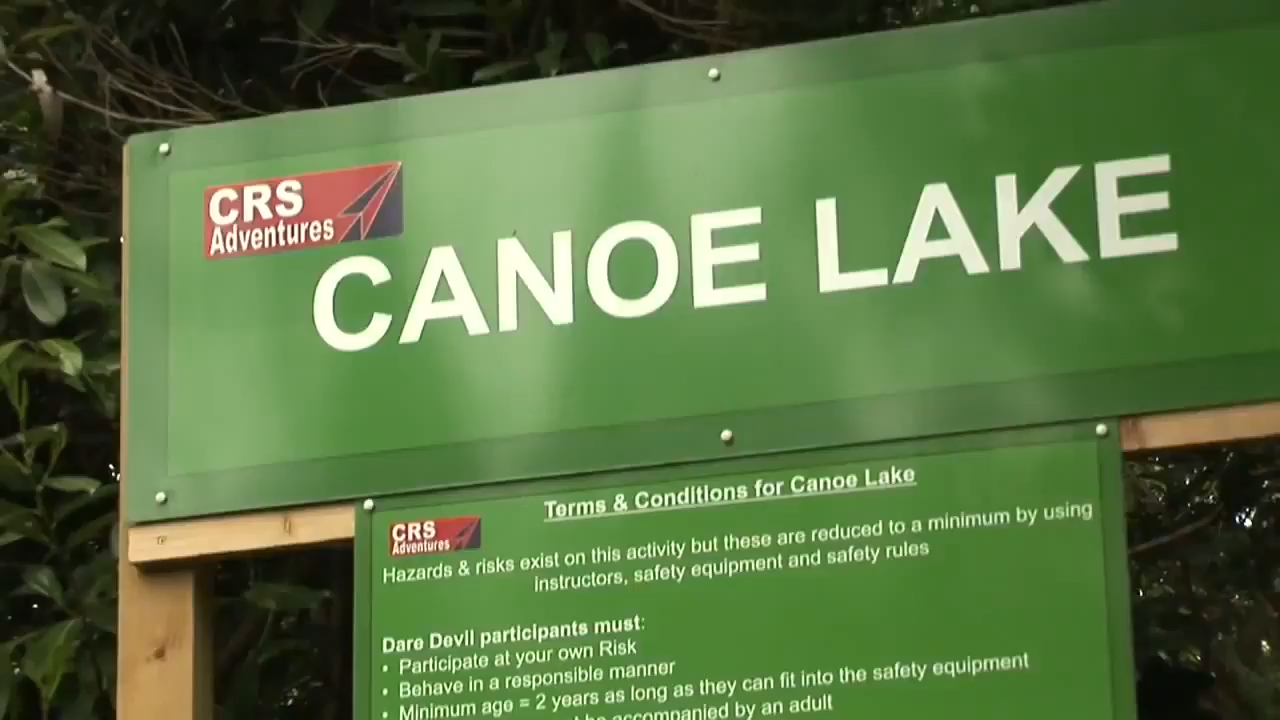 CRS
Adventures
CANOE LAKE
Terms & Conditions for Canoe Lake
CRS
Adventures
Hazards & risks exist on this activity but these are reduced to a minimum by using
instructors, safety equipment and safety rules
Dare Devil participants must:
• Participate at your own Risk
• Behave in a responsible manner
• Minimum age = 2 years as long as they can fit into the safety equipment
accompanied by an adult